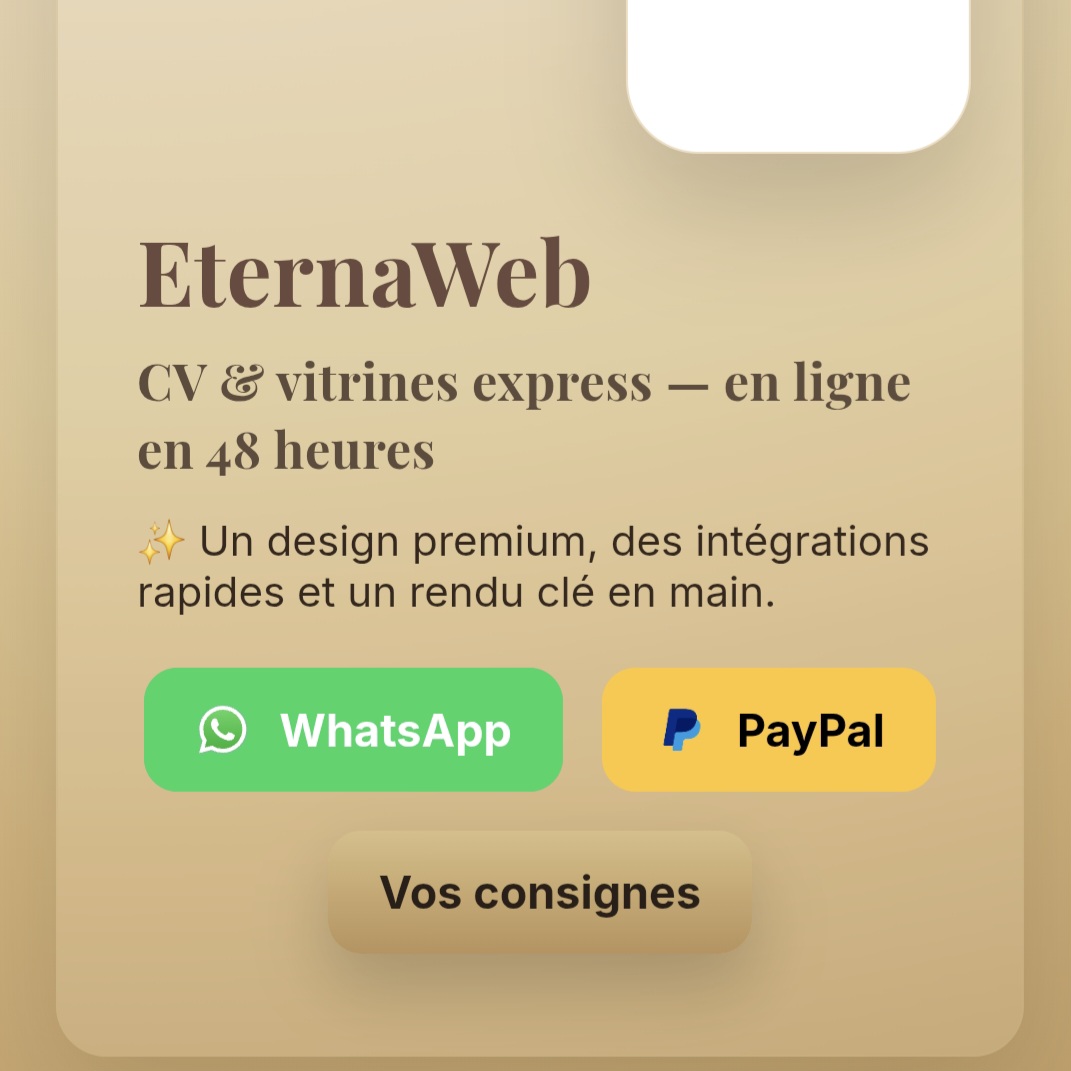 EternaWeb
CV & vitrines express — en ligne
en 48 heures
✨ Un design premium, des intégrations
rapides et un rendu clé en main.
WhatsApp
PayPal
Vos consignes